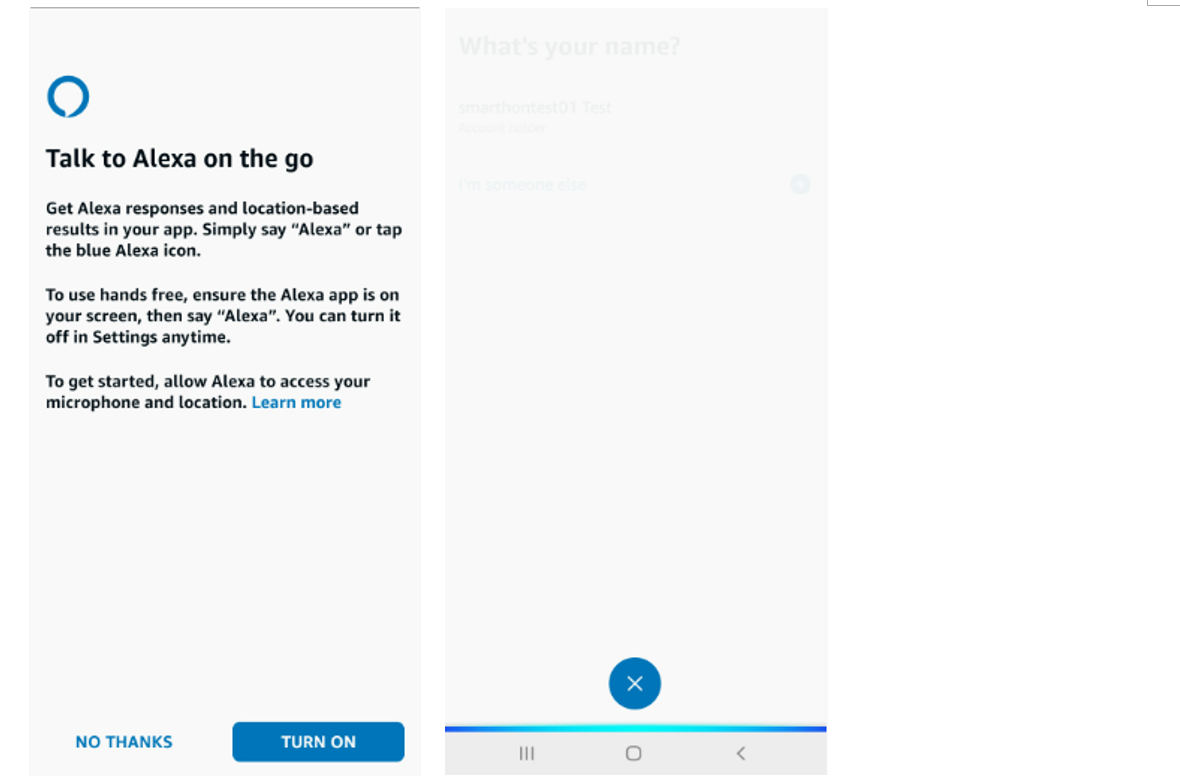 Talk to Alexa on the go
Get Alexa responses and location-based
results in your app. Simply say “Alexa” or tap
the blue Alexa icon.
To use hands free, ensure the Alexa app is on
your screen, then say “Alexa”. You can turn it
off in Settings anytime.
To get started, allow Alexa to access your
microphone and location. Learn more
NO THANKS
TURN ON
What's your name?
smarthontest01 Test
Account holder
I'm someone else